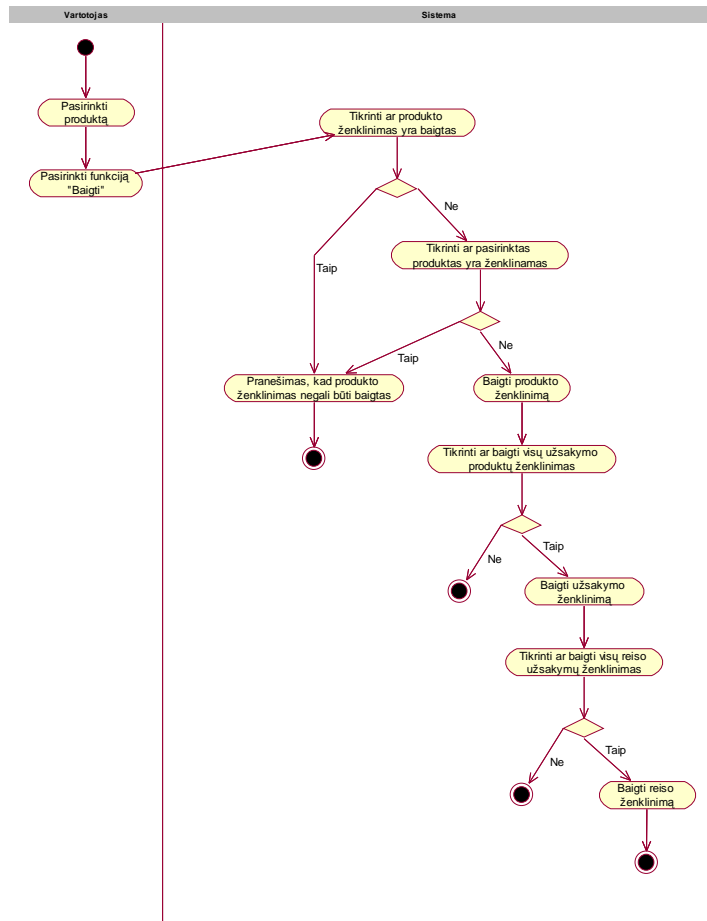 Vartotojas
Sistema
Pasirinkti
produktą
Pasirinkti funkciją
"Baigti"
Tikrinti ar produkto
ženklinimas yra baigtas
Ne
Tikrinti ar pasirinktas
produktas yra ženklinamas
Taip
Ne
Taip
Pranešimas, kad produkto
ženklinimas negali būti baigtas
Baigti produkto
ženklinimą
Tikrinti ar baigti visų užsakymo
produktų ženklinimas
Taip
Ne
Baigti užsakymo
ženklinimą
Tikrinti ar baigti visų reiso
užsakymų ženklinimas
Taip
Ne
Baigti reiso
ženklinimą